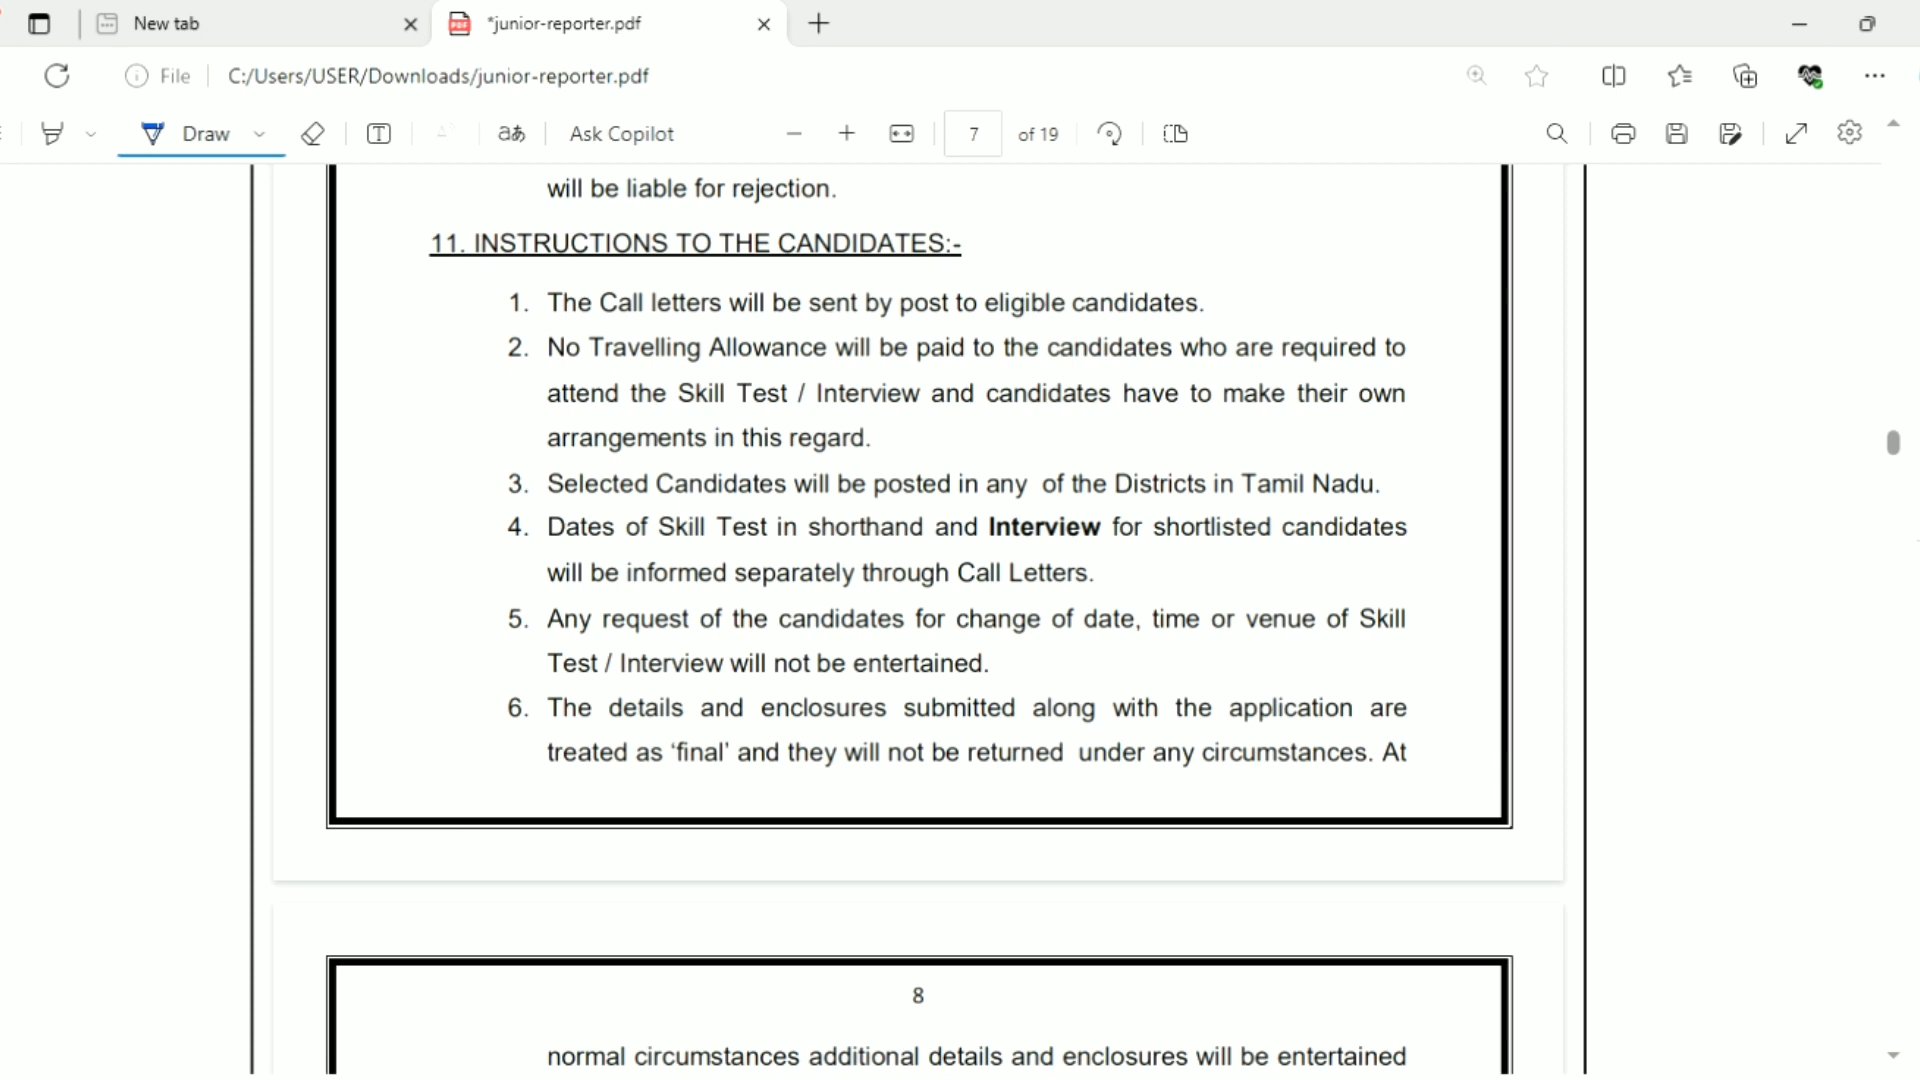 New tab
*junior-reporter.pdf
File
C:/Users/USER/Downloads/junior-reporter.pdf
Draw
aあ
Ask Copilot
7 of 19
will be liable for rejection.
11. INSTRUCTIONS TO THE CANDIDATES:-
1. The Call letters will be sent by post to eligible candidates.
2. No Travelling Allowance will be paid to the candidates who are required to
attend the Skill Test / Interview and candidates have to make their own
arrangements in this regard.
3. Selected Candidates will be posted in any of the Districts in Tamil Nadu.
4. Dates of Skill Test in shorthand and Interview for shortlisted candidates
will be informed separately through Call Letters.
5. Any request of the candidates for change of date, time or venue of Skill
Test / Interview will not be entertained.
6. The details and enclosures submitted along with the application are
treated as ‘final’ and they will not be returned under any circumstances. At
8
normal circumstances additional details and enclosures will be entertained